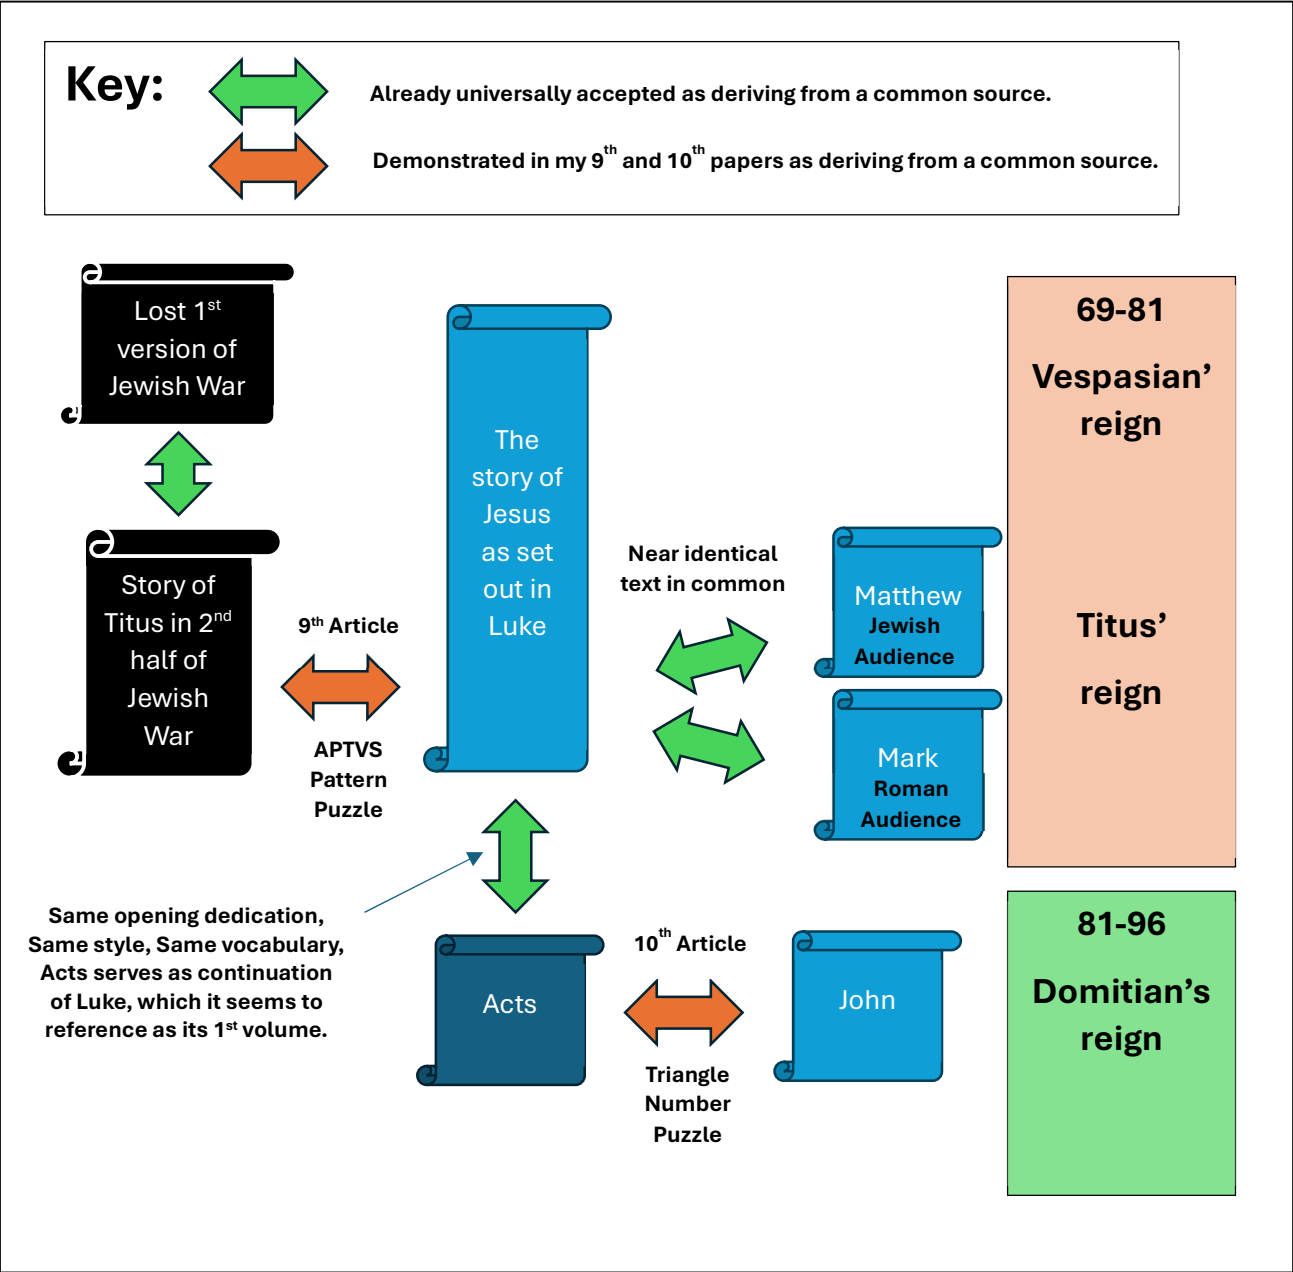 Key:
Already universally accepted as deriving from a common source.
Demonstrated in my 9th and 10th papers as deriving from a common source.
Lost 1st
version of
Jewish War
Story of
Titus in 2nd
half of
Jewish
War
9th Article
APTVS
Pattern
Puzzle
The
story of
Jesus
as set
out in
Luke
Near identical
text in common
Matthew
Jewish
Audience
Mark
Roman
Audience
69-81
Vespasian’
reign
Titus’
reign
Same opening dedication,
Same style, Same vocabulary,
Acts serves as continuation
of Luke, which it seems to
reference as its 1st volume.
Acts
10th Article
Triangle
Number
Puzzle
John
81-96
Domitian’s
reign